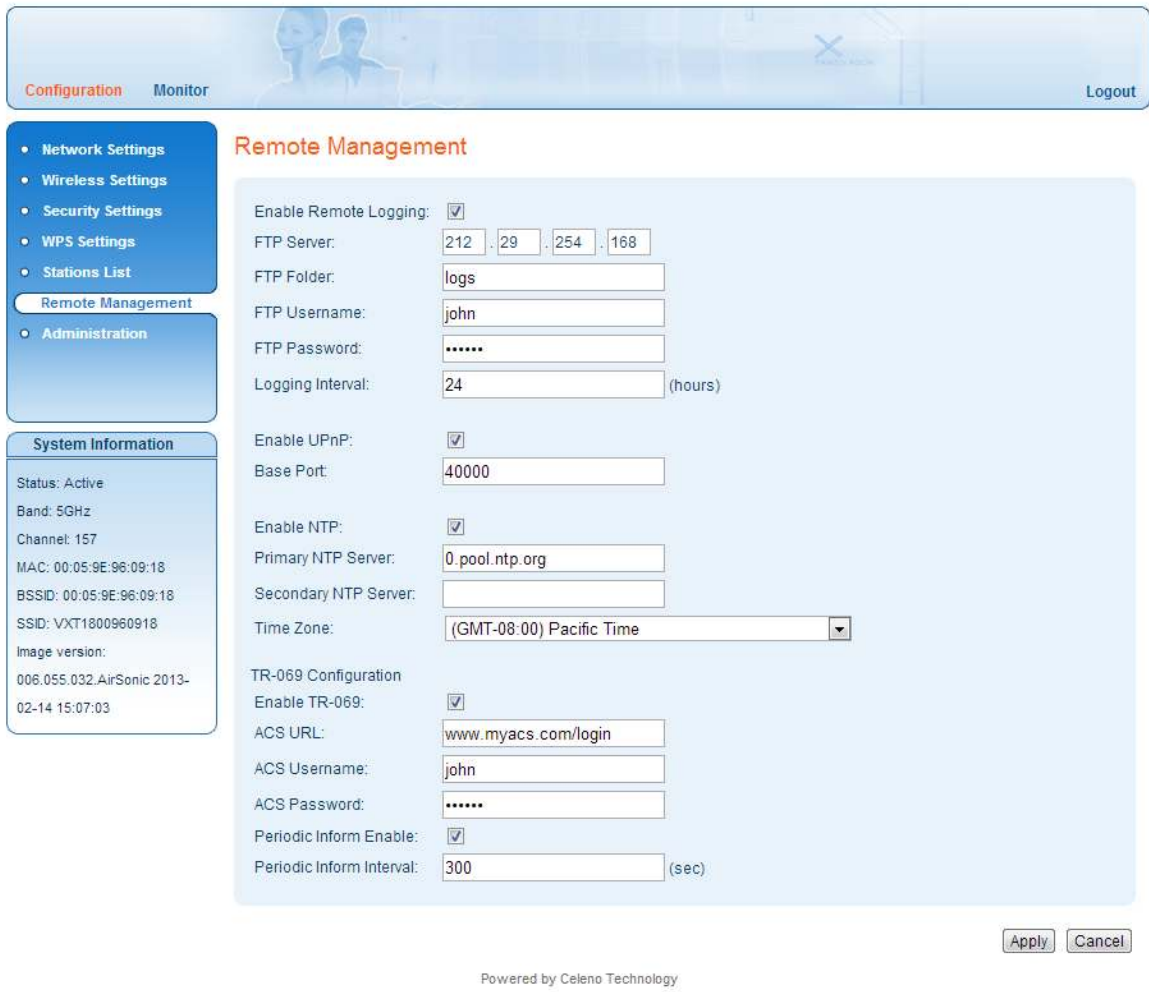 Configuration Monitor Logout
Network Settings
Wireless Settings
Security Settings
WPS Settings
Stations List
Remote Management
Administration
System Information
Status: Active
Band: 5GHz
Channel: 157
MAC: 00:05:9E:96:09:18
BSSID: 00:05:9E:96:09:18
SSID: VXT1800960918
Image version:
006.055.032.AirSonic 2013-
02-14 15:07:03
Remote Management
Enable Remote Logging:
FTP Server: 212 . 29 . 254 . 168
FTP Folder: logs
FTP Username: john
FTP Password: ••••••
Logging Interval: 24 (hours)
Enable UPnP:
Base Port: 40000
Enable NTP:
Primary NTP Server: 0.pool.ntp.org
Secondary NTP Server:
Time Zone: (GMT-08:00) Pacific Time
TR-069 Configuration
Enable TR-069:
ACS URL: www.myacs.com/login
ACS Username: john
ACS Password: ••••••
Periodic Inform Enable:
Periodic Inform Interval: 300 (sec)
Apply Cancel
Powered by Celeno Technology